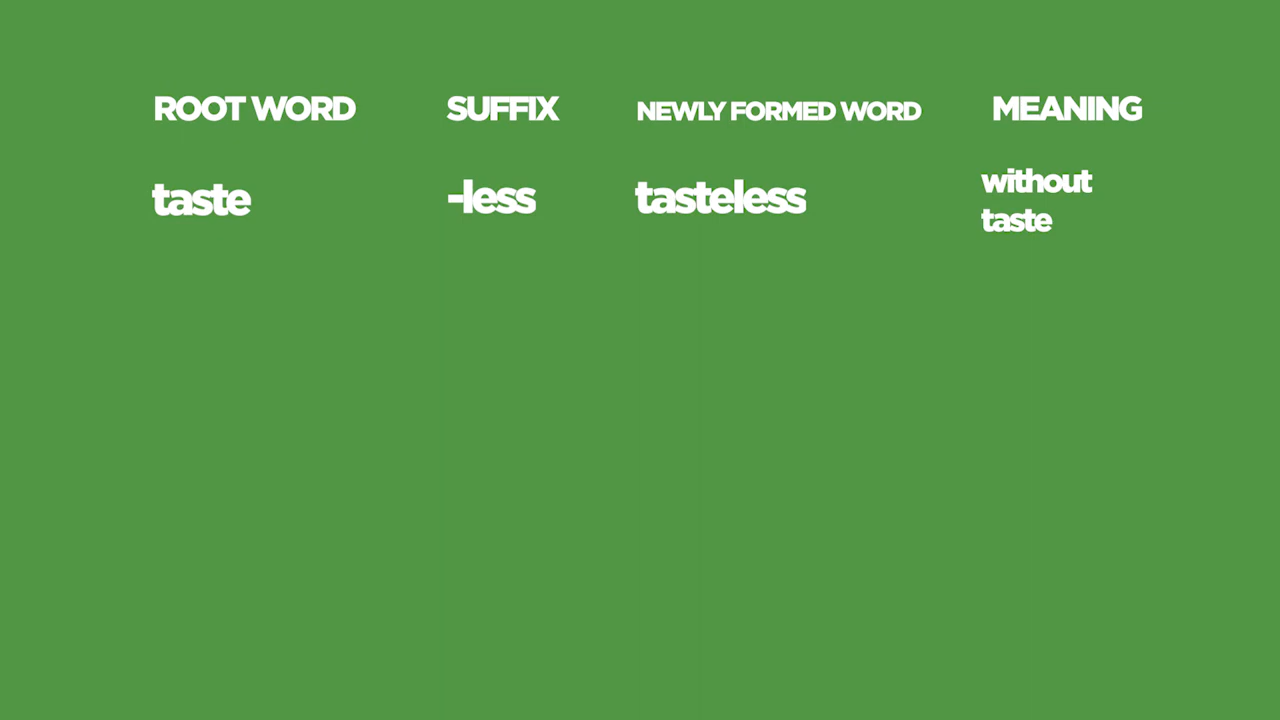 ROOT WORD SUFFIX NEWLY FORMED WORD MEANING
taste -less tasteless without
taste